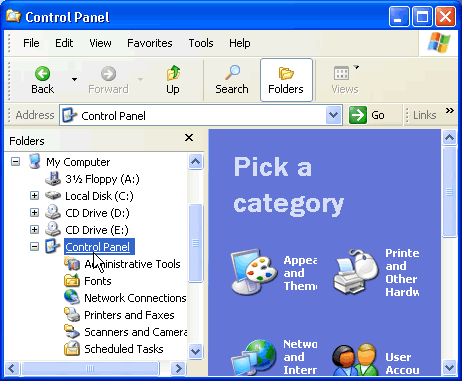 Control Panel
File Edit View Favorites Tools Help
Back Forward Up Search Folders Views
Address Control Panel Go Links »
Folders
My Computer
3½ Floppy (A:)
Local Disk (C:)
CD Drive (D:)
CD Drive (E:)
Control Panel
Administrative Tools
Fonts
Network Connections
Printers and Faxes
Scanners and Camera
Scheduled Tasks
Pick a
category
Appea
and
Theme
Printe
and
Other
Hardw
Netwo
and
Intern
User
Accou